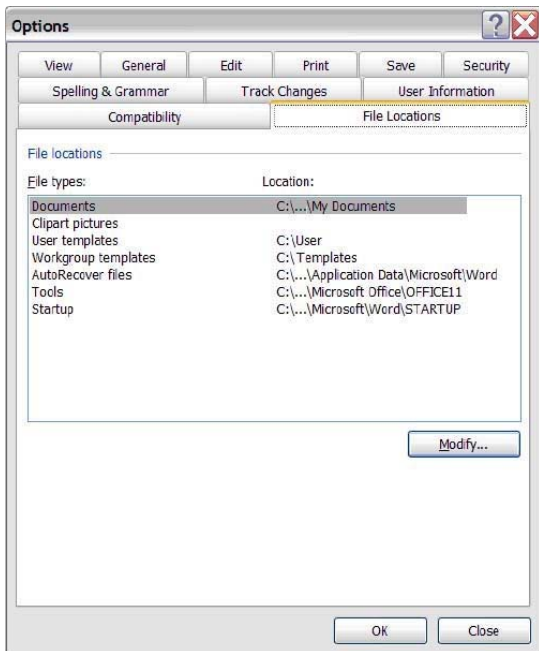 Options
View General Edit Print Save Security
Spelling & Grammar Track Changes User Information
Compatibility File Locations
File locations
File types: Location:
Documents C:\...\My Documents
Clipart pictures
User templates C:\User
Workgroup templates C:\Templates
AutoRecover files C:\...\Application Data\Microsoft\Word
Tools C:\...\Microsoft Office\OFFICE11
Startup C:\...\Microsoft\Word\STARTUP
Modify...
OK Close